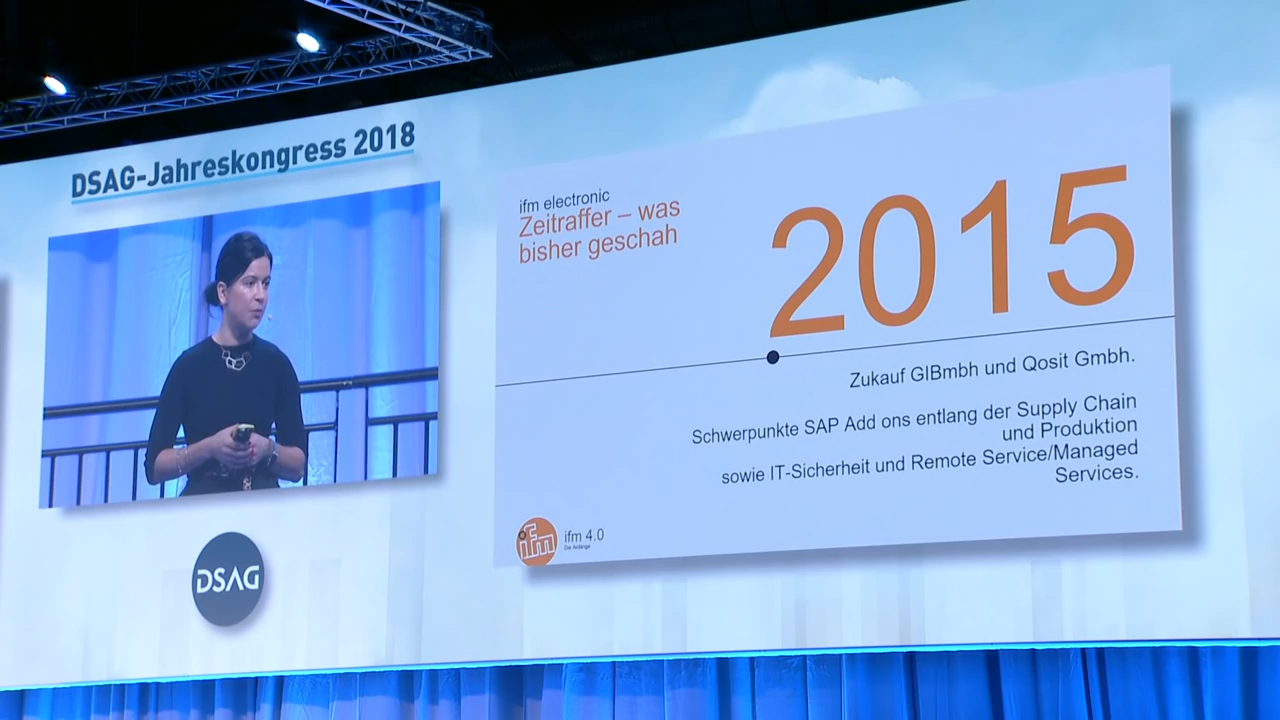 DSAG-Jahreskongress 2018
ifm electronic
Zeitraffer – was
bisher geschah
2015
Zukauf GIBmbh und Qosit Gmbh.
Schwerpunkte SAP Add ons entlang der Supply Chain
und Produktion
sowie IT-Sicherheit und Remote Service/Managed
Services.
ifm
ifm 4.0
Die Anfänge
DSAG